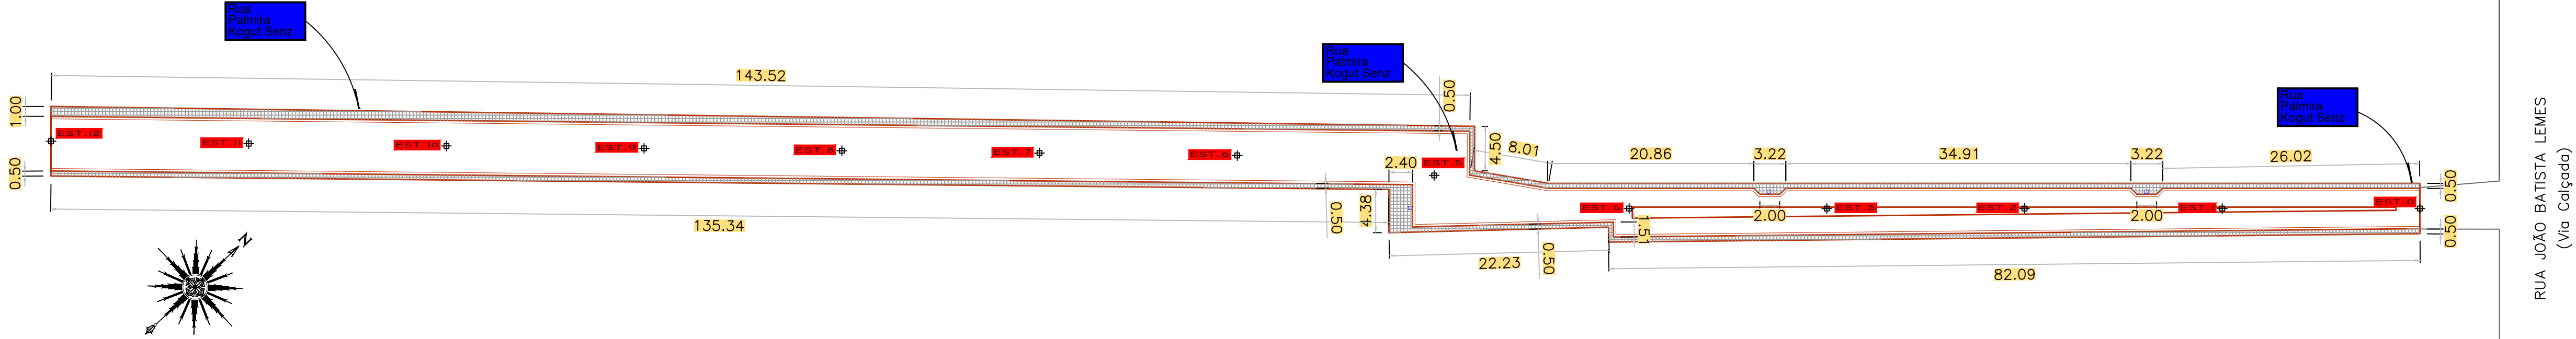 Rua
Palmira
Kogut Senz
Rua
Palmira
Kogut Senz
Rua
Palmira
Kogut Senz
143.52
1.00
0.50
EST.12
EST.11
EST.10
EST.9
EST.8
EST.7
EST.6
EST.5
EST.4
EST.3
EST.2
EST.1
EST.0
0.50
4.50
8.01
20.86
3.22
34.91
3.22
26.02
0.50
2.40
2.00
2.00
0.50
4.38
1.51
0.50
0.50
135.34
22.23
82.09
N
RUA JOÃO BATISTA LEMES
(Via Calçada)